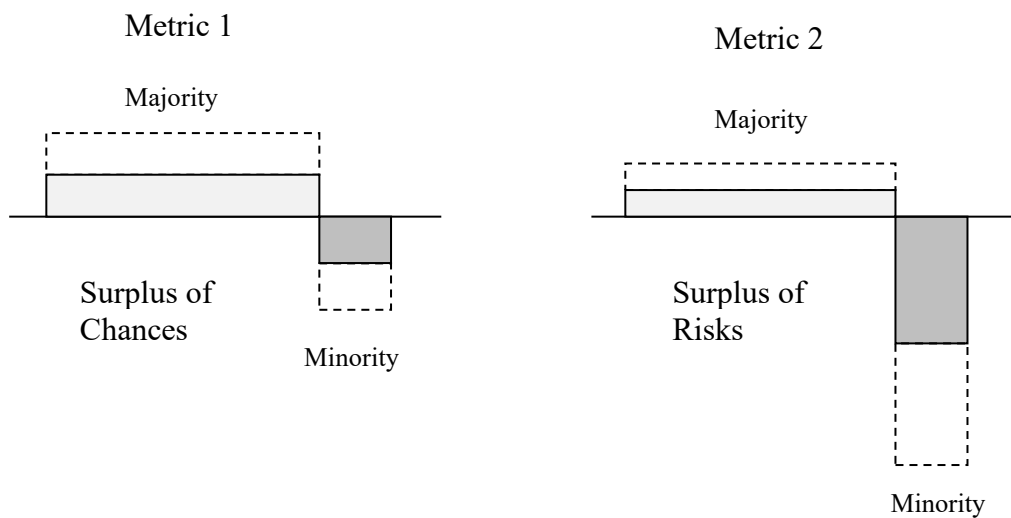 Metric 1
Majority
Surplus of
Chances
Minority
Metric 2
Majority
Surplus of
Risks
Minority